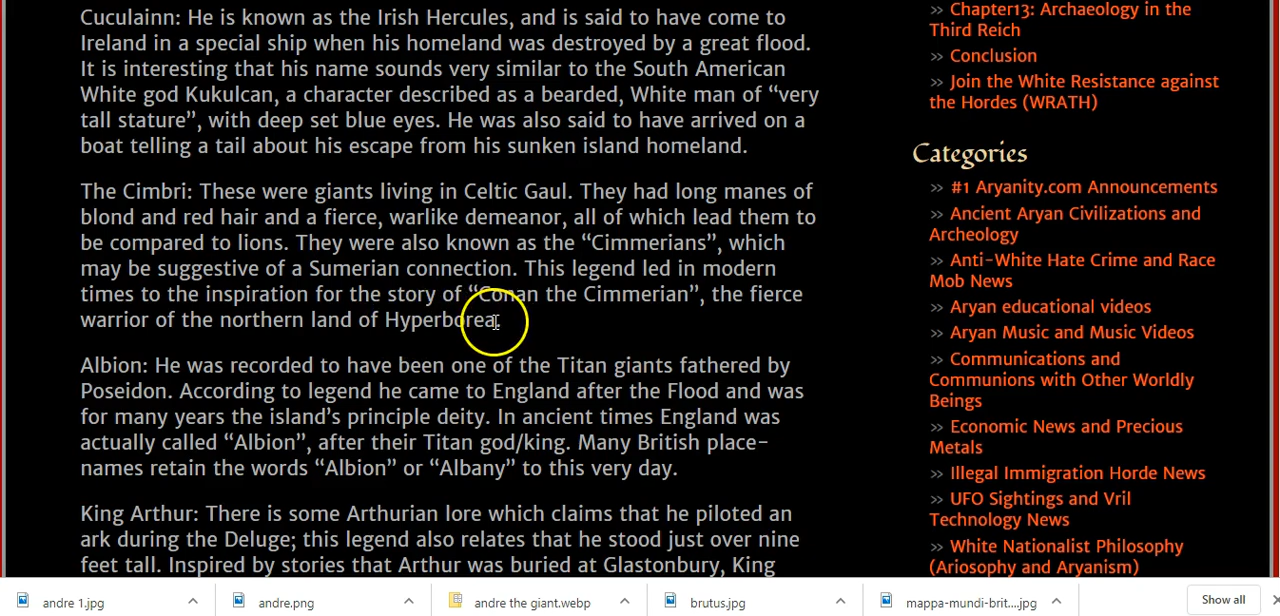 Cuculainn: He is known as the Irish Hercules, and is said to have come to
Ireland in a special ship when his homeland was destroyed by a great flood.
It is interesting that his name sounds very similar to the South American
White god Kukulcan, a character described as a bearded, White man of “very
tall stature”, with deep set blue eyes. He was also said to have arrived on a
boat telling a tail about his escape from his sunken island homeland.
The Cimbri: These were giants living in Celtic Gaul. They had long manes of
blond and red hair and a fierce, warlike demeanor, all of which lead them to
be compared to lions. They were also known as the “Cimmerians”, which
may be suggestive of a Sumerian connection. This legend led in modern
times to the inspiration for the story of “Conan the Cimmerian”, the fierce
warrior of the northern land of Hyperborea.
Albion: He was recorded to have been one of the Titan giants fathered by
Poseidon. According to legend he came to England after the Flood and was
for many years the island’s principle deity. In ancient times England was
actually called “Albion”, after their Titan god/king. Many British place-
names retain the words “Albion” or “Albany” to this very day.
King Arthur: There is some Arthurian lore which claims that he piloted an
ark during the Deluge; this legend also relates that he stood just over nine
feet tall. Inspired by stories that Arthur was buried at Glastonbury, King
» Chapter13: Archaeology in the
Third Reich
» Conclusion
» Join the White Resistance against
the Hordes (WRATH)
Categories
» #1 Aryanity.com Announcements
» Ancient Aryan Civilizations and
Archeology
» Anti-White Hate Crime and Race
Mob News
» Aryan educational videos
» Aryan Music and Music Videos
» Communications and
Communions with Other Worldly
Beings
» Economic News and Precious
Metals
» Illegal Immigration Horde News
» UFO Sightings and Vril
Technology News
» White Nationalist Philosophy
(Ariosophy and Aryanism)
andre 1.jpg
andre.png
andre the giant.webp
brutus.jpg
mappa-mundi-brit....jpg
Show all